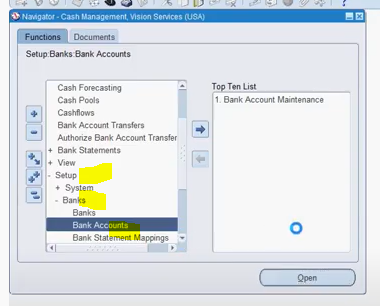 Navigator - Cash Management, Vision Services (USA)
Functions
Documents
Setup:Banks:Bank Accounts
Cash Forecasting
Cash Pools
Cashflows
Bank Account Transfers
Authorize Bank Account Transfer
+ Bank Statements
+ View
- Setup
+ System
- Banks
Banks
Bank Accounts
Bank Statement Mappings
Top Ten List
1. Bank Account Maintenance
Open